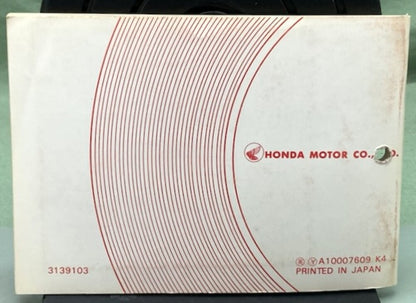 HONDA MOTOR CO., D.
3139103
Ⓡ Ⓨ A10007609 K4
PRINTED IN JAPAN